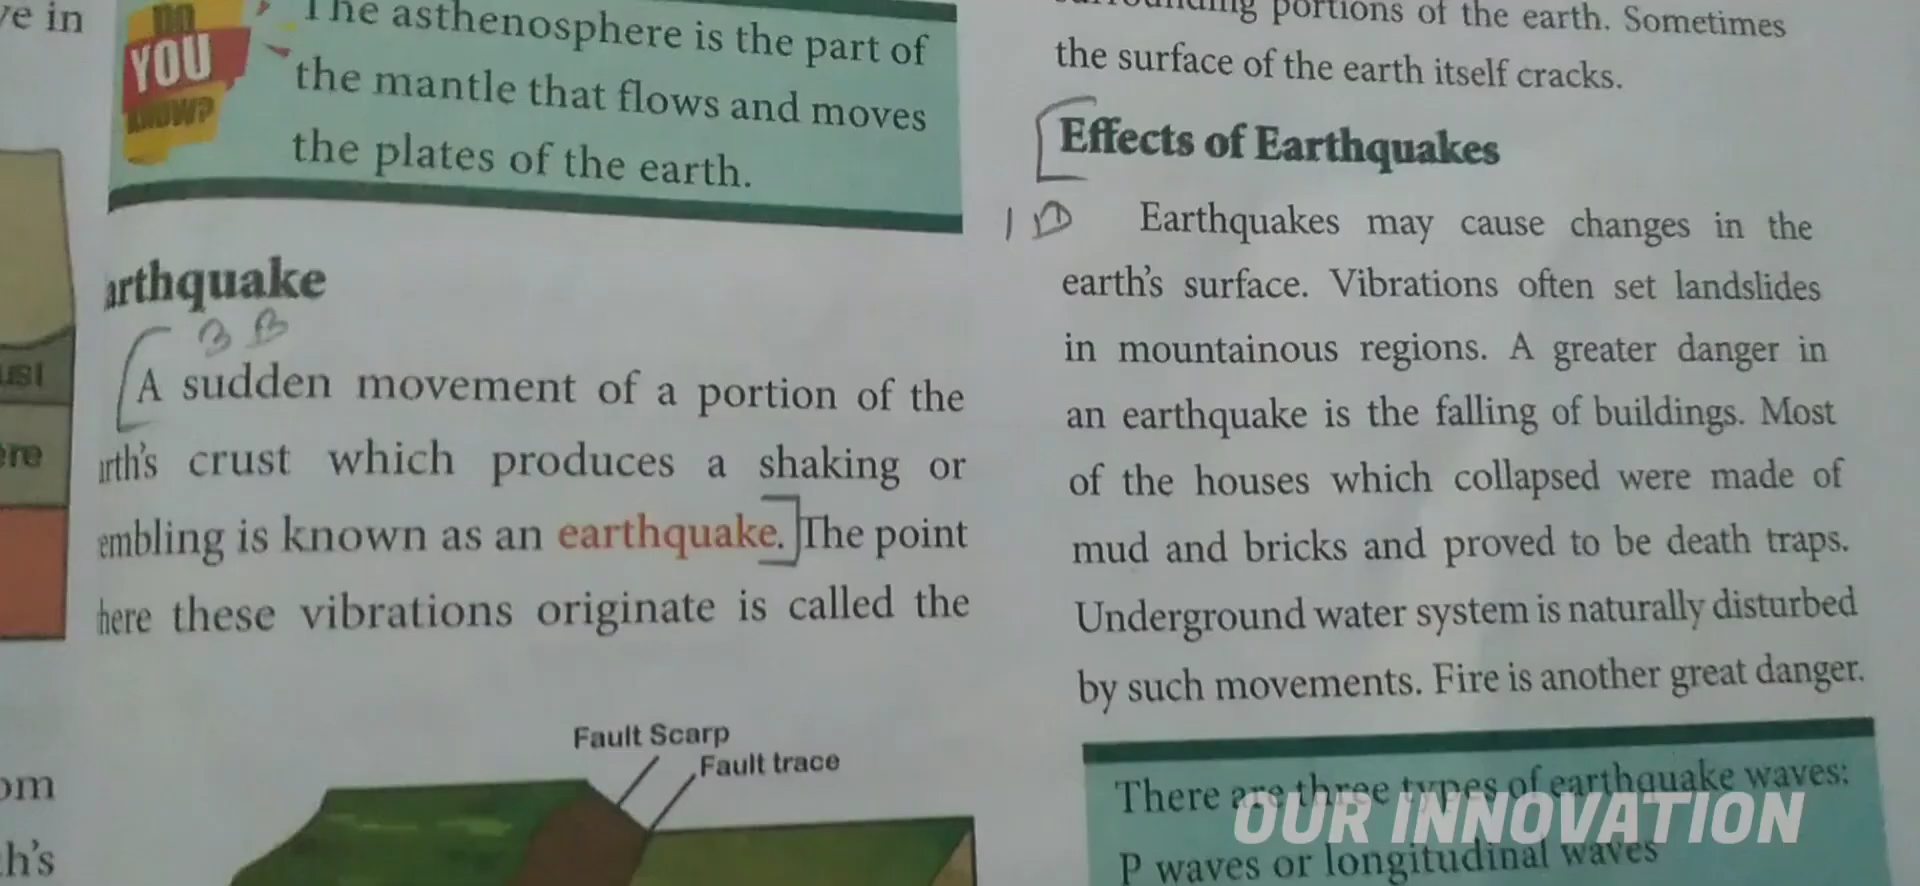 ve in
DO
YOU
KNOW?
The asthenosphere is the part of
the mantle that flows and moves
the plates of the earth.
arthquake
3 B
A sudden movement of a portion of the
arth's crust which produces a shaking or
embling is known as an earthquake. The point
here these vibrations originate is called the
Fault Scarp
Fault trace
ust
ere
om
h's
surrounding portions of the earth. Sometimes
the surface of the earth itself cracks.
Effects of Earthquakes
Earthquakes may cause changes in the
earth's surface. Vibrations often set landslides
in mountainous regions. A greater danger in
an earthquake is the falling of buildings. Most
of the houses which collapsed were made of
mud and bricks and proved to be death traps.
Underground water system is naturally disturbed
by such movements. Fire is another great danger.
There are three types of earthquake waves:
P waves or longitudinal waves
OUR INNOVATION